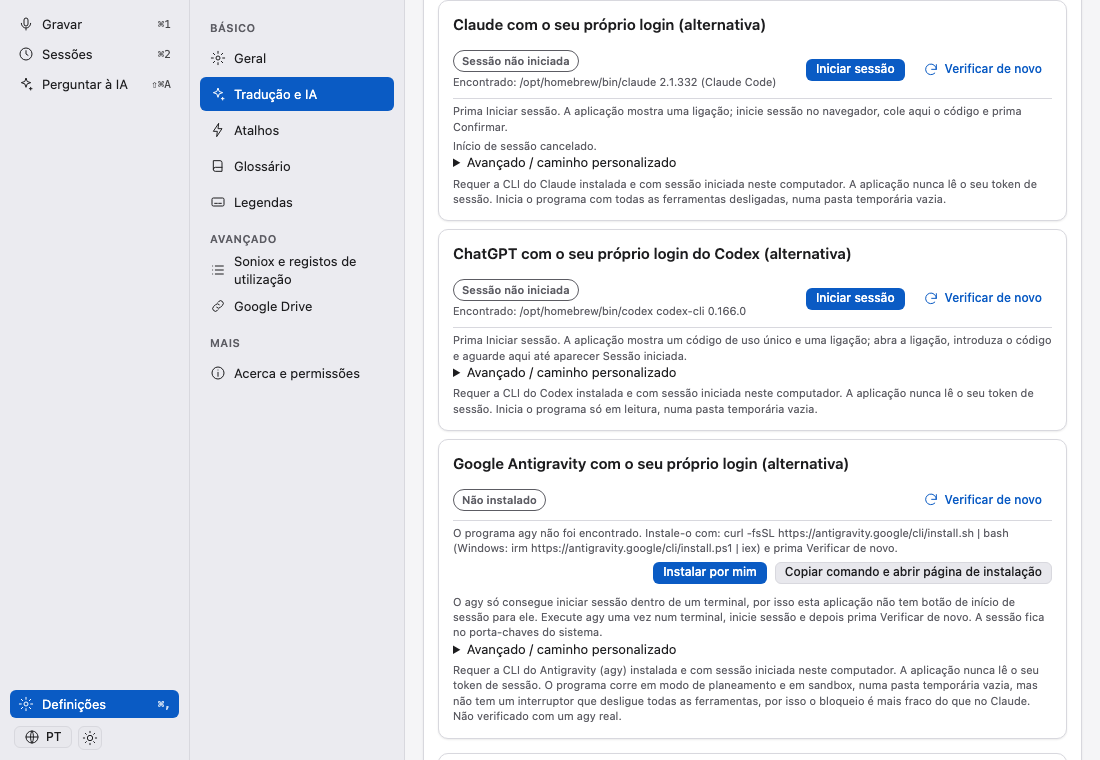 Gravar ⌘1
Sessões ⌘2
Perguntar à IA ⇧⌘A
Definições ⌘,
PT
BÁSICO
Geral
Tradução e IA
Atalhos
Glossário
Legendas
AVANÇADO
Soniox e registos de
utilização
Google Drive
MAIS
Acerca e permissões
Claude com o seu próprio login (alternativa)
Sessão não iniciada
Encontrado: /opt/homebrew/bin/claude 2.1.332 (Claude Code)
Iniciar sessão
Verificar de novo
Prima Iniciar sessão. A aplicação mostra uma ligação; inicie sessão no navegador, cole aqui o código e prima
Confirmar.
Início de sessão cancelado.
Avançado / caminho personalizado
Requer a CLI do Claude instalada e com sessão iniciada neste computador. A aplicação nunca lê o seu token de
sessão. Inicia o programa com todas as ferramentas desligadas, numa pasta temporária vazia.
ChatGPT com o seu próprio login do Codex (alternativa)
Sessão não iniciada
Encontrado: /opt/homebrew/bin/codex codex-cli 0.166.0
Iniciar sessão
Verificar de novo
Prima Iniciar sessão. A aplicação mostra um código de uso único e uma ligação; abra a ligação, introduza o código
e aguarde aqui até aparecer Sessão iniciada.
Avançado / caminho personalizado
Requer a CLI do Codex instalada e com sessão iniciada neste computador. A aplicação nunca lê o seu token de
sessão. Inicia o programa só em leitura, numa pasta temporária vazia.
Google Antigravity com o seu próprio login (alternativa)
Não instalado
Verificar de novo
O programa agy não foi encontrado. Instale-o com: curl -fsSL https://antigravity.google/cli/install.sh | bash
(Windows: irm https://antigravity.google/cli/install.ps1 | iex) e prima Verificar de novo.
Instalar por mim
Copiar comando e abrir página de instalação
O agy só consegue iniciar sessão dentro de um terminal, por isso esta aplicação não tem botão de início de
sessão para ele. Execute agy uma vez num terminal, inicie sessão e depois prima Verificar de novo. A sessão fica
no porta-chaves do sistema.
Avançado / caminho personalizado
Requer a CLI do Antigravity (agy) instalada e com sessão iniciada neste computador. A aplicação nunca lê o seu
token de sessão. O programa corre em modo de planeamento e em sandbox, numa pasta temporária vazia, mas
não tem um interruptor que desligue todas as ferramentas, por isso o bloqueio é mais fraco do que no Claude.
Não verificado com um agy real.